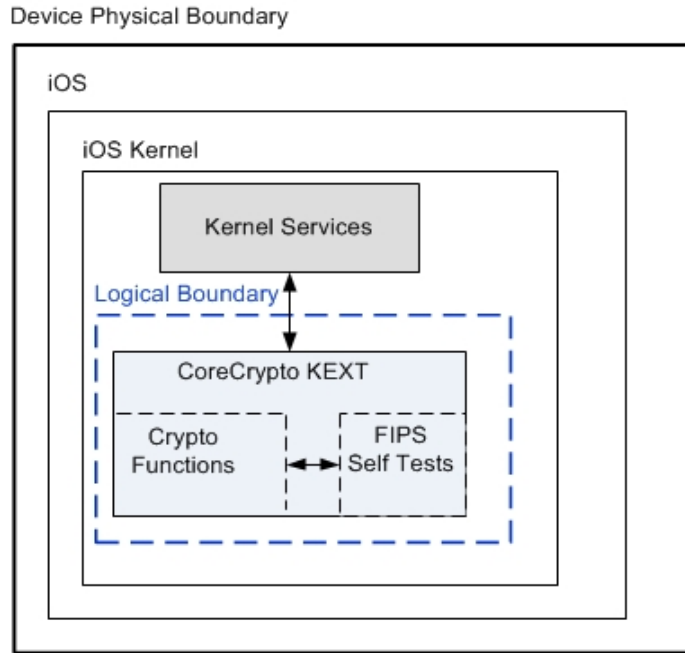 Device Physical Boundary
iOS
iOS Kernel
Kernel Services
Logical Boundary
CoreCrypto KEXT
Crypto
Functions
FIPS
Self Tests